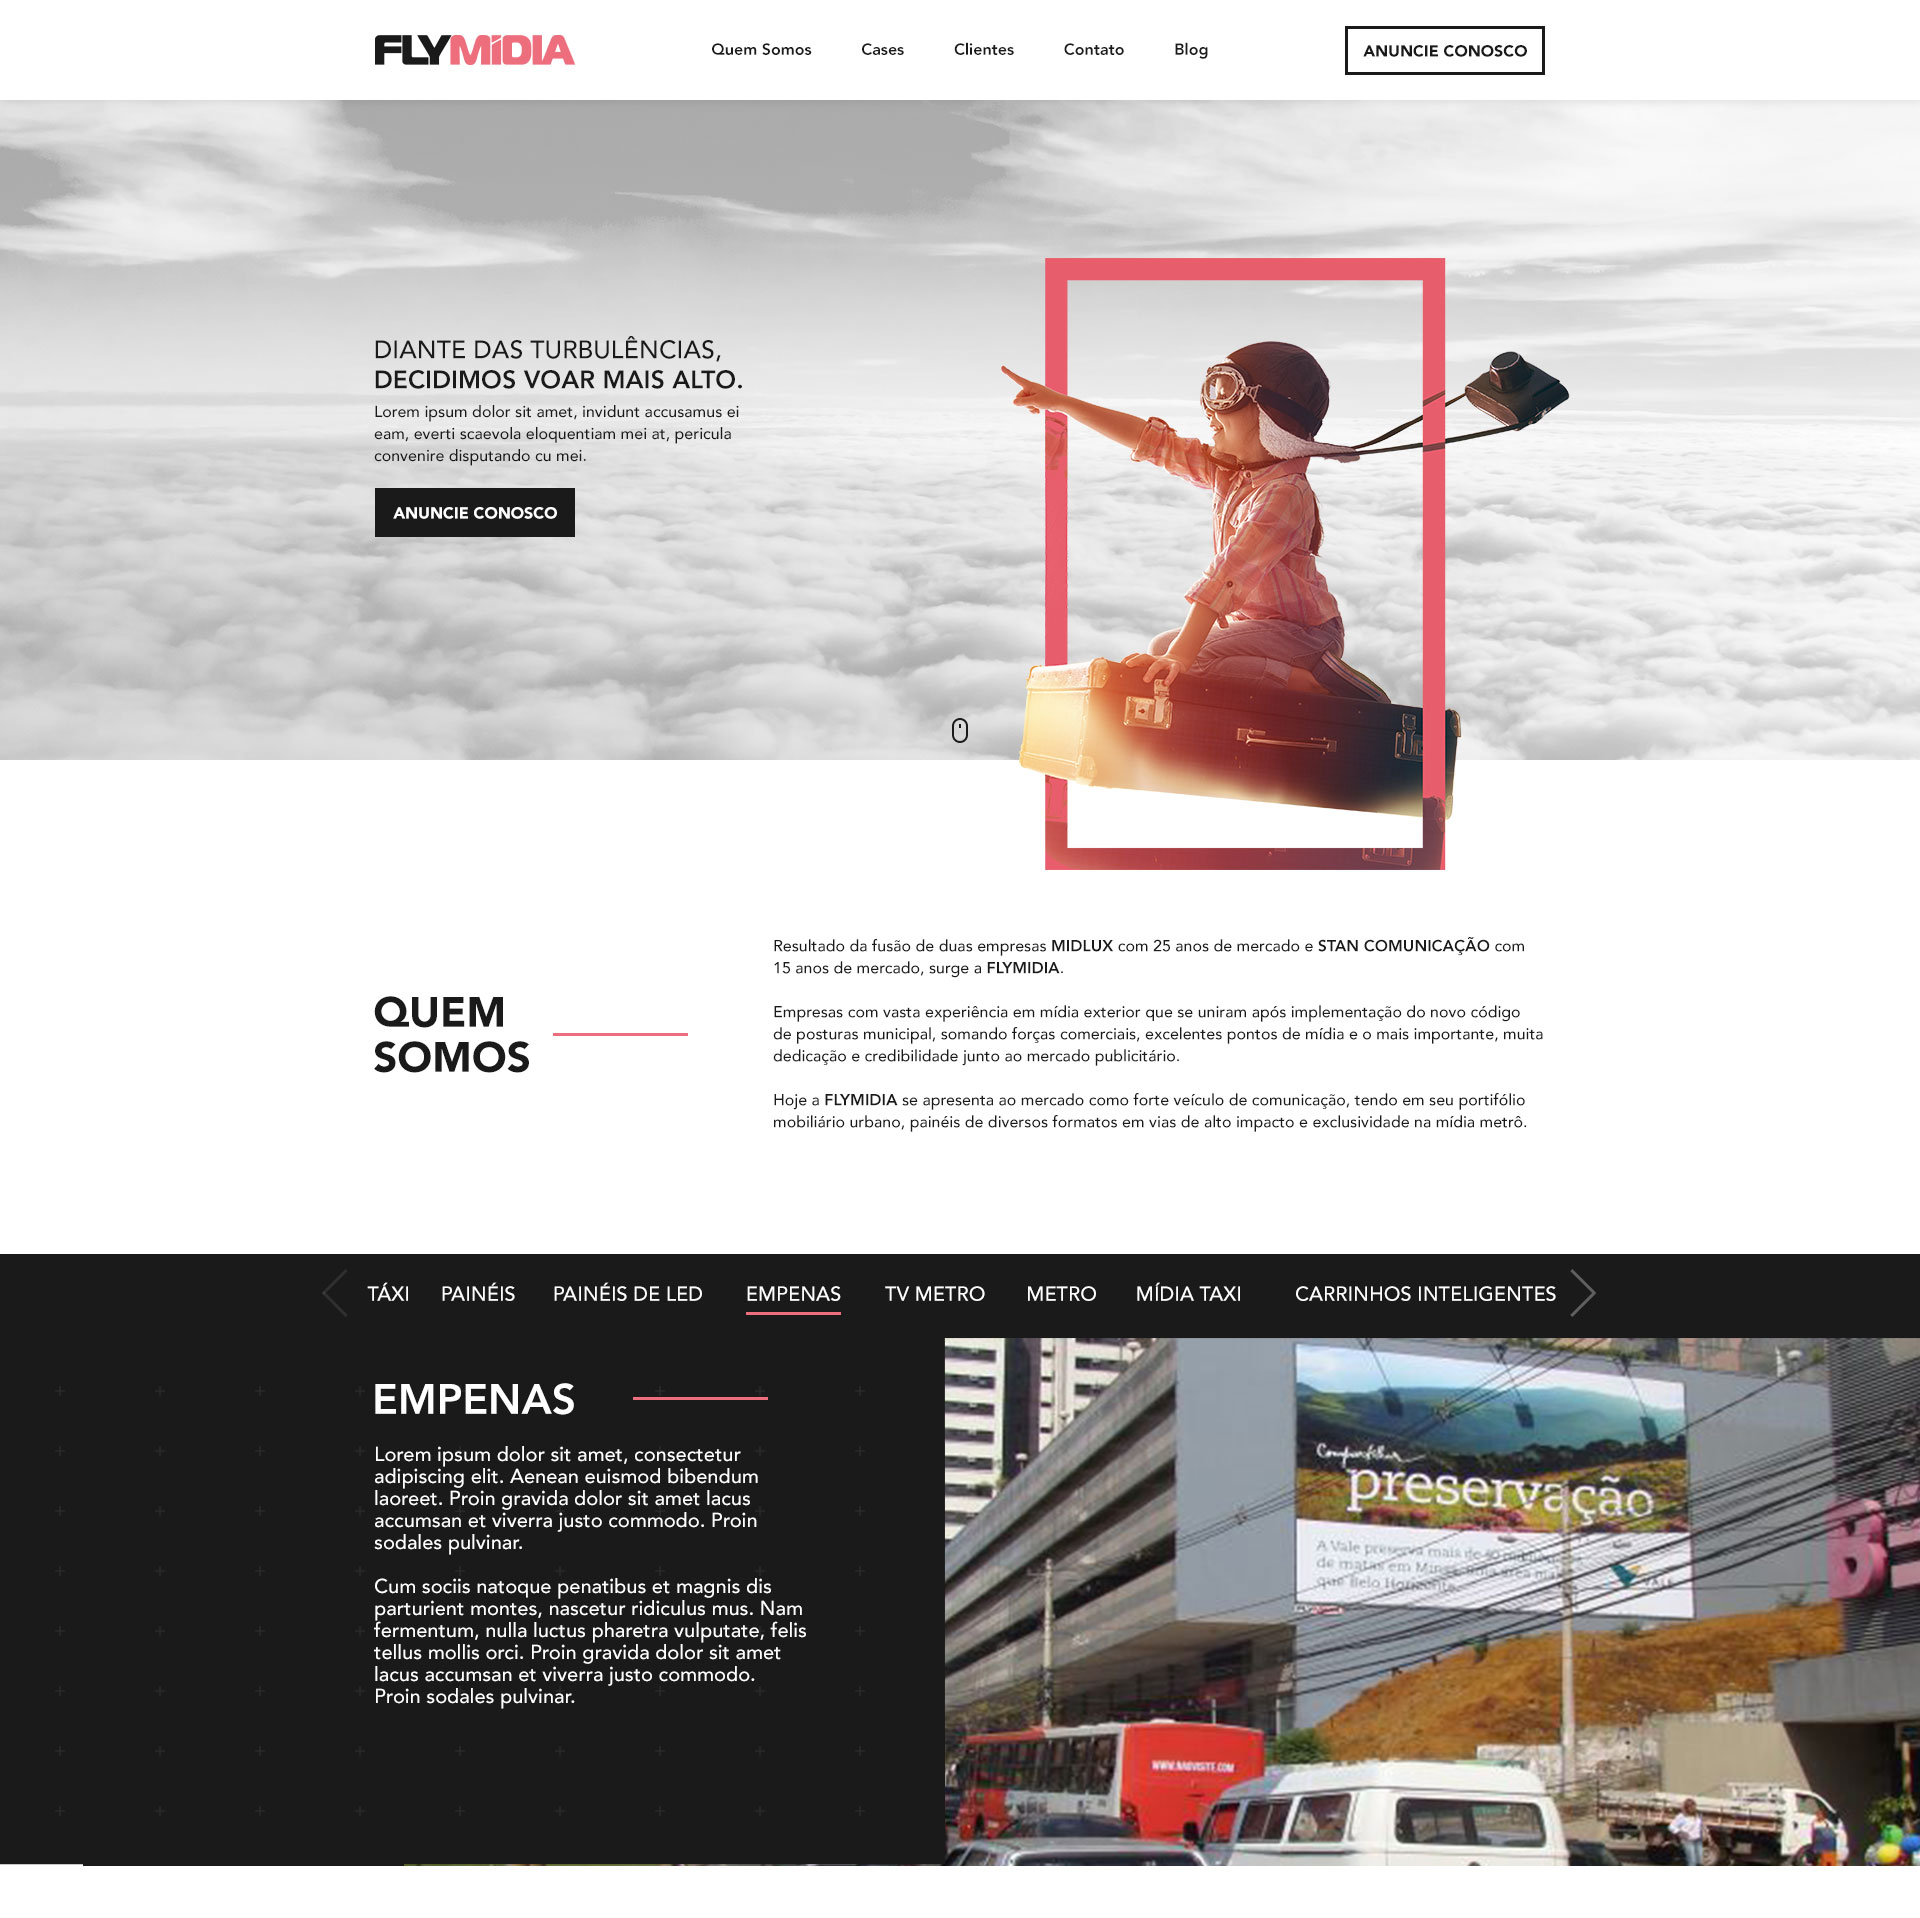 FLYMÍDIA
Quem Somos
Cases
Clientes
Contato
Blog
ANUNCIE CONOSCO
DIANTE DAS TURBULÊNCIAS,
DECIDIMOS VOAR MAIS ALTO.
Lorem ipsum dolor sit amet, invidunt accusamus ei
eam, everti scaevola eloquentiam mei at, pericula
convenire disputando cu mei.
ANUNCIE CONOSCO
QUEM
SOMOS
Resultado da fusão de duas empresas MIDLUX com 25 anos de mercado e STAN COMUNICAÇÃO com
15 anos de mercado, surge a FLYMIDIA.
Empresas com vasta experiência em mídia exterior que se uniram após implementação do novo código
de posturas municipal, somando forças comerciais, excelentes pontos de mídia e o mais importante, muita
dedicação e credibilidade junto ao mercado publicitário.
Hoje a FLYMIDIA se apresenta ao mercado como forte veículo de comunicação, tendo em seu portifólio
mobiliário urbano, painéis de diversos formatos em vias de alto impacto e exclusividade na mídia metrô.
TÁXI
PAINÉIS
PAINÉIS DE LED
EMPENAS
TV METRO
METRO
MÍDIA TAXI
CARRINHOS INTELIGENTES
EMPENAS
Lorem ipsum dolor sit amet, consectetur
adipiscing elit. Aenean euismod bibendum
laoreet. Proin gravida dolor sit amet lacus
accumsan et viverra justo commodo. Proin
sodales pulvinar.
Cum sociis natoque penatibus et magnis dis
parturient montes, nascetur ridiculus mus. Nam
fermentum, nulla luctus pharetra vulputate, felis
tellus mollis orci. Proin gravida dolor sit amet
lacus accumsan et viverra justo commodo.
Proin sodales pulvinar.
Compartilhar
preservação
A Vale preserva mais de
de matas em Minas.
que Belo Horizonte.
VALE